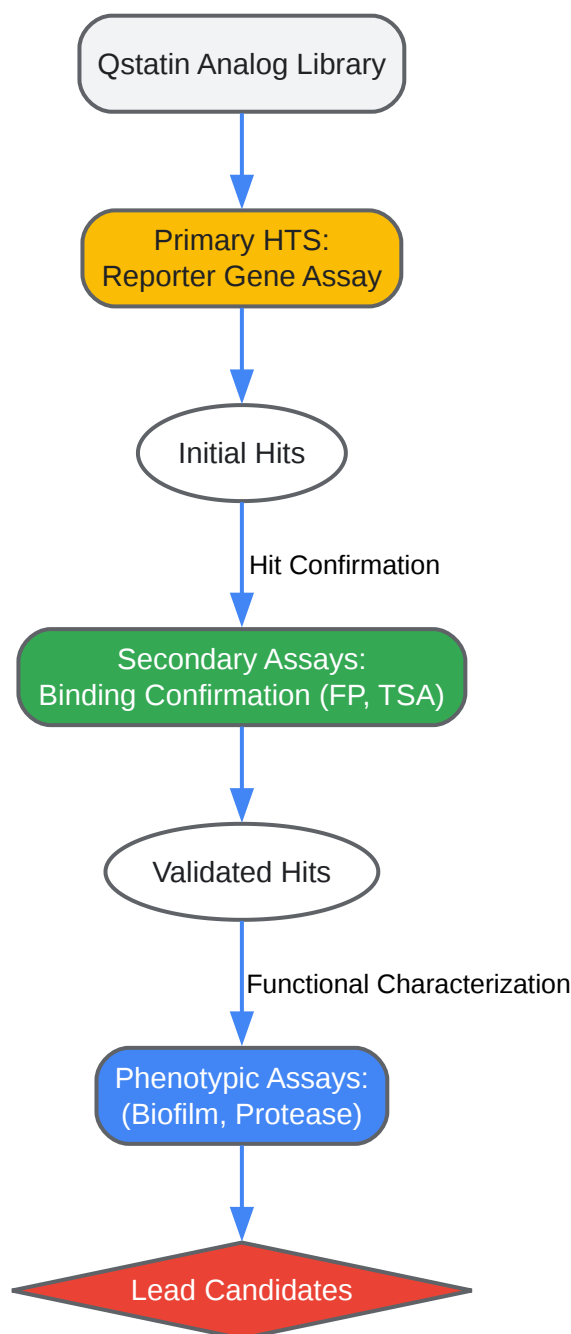 Qstatin Analog Library
Primary HTS:
Reporter Gene Assay
Initial Hits
Hit Confirmation
Secondary Assays:
Binding Confirmation (FP, TSA)
Validated Hits
Functional Characterization
Phenotypic Assays:
(Biofilm, Protease)
Lead Candidates